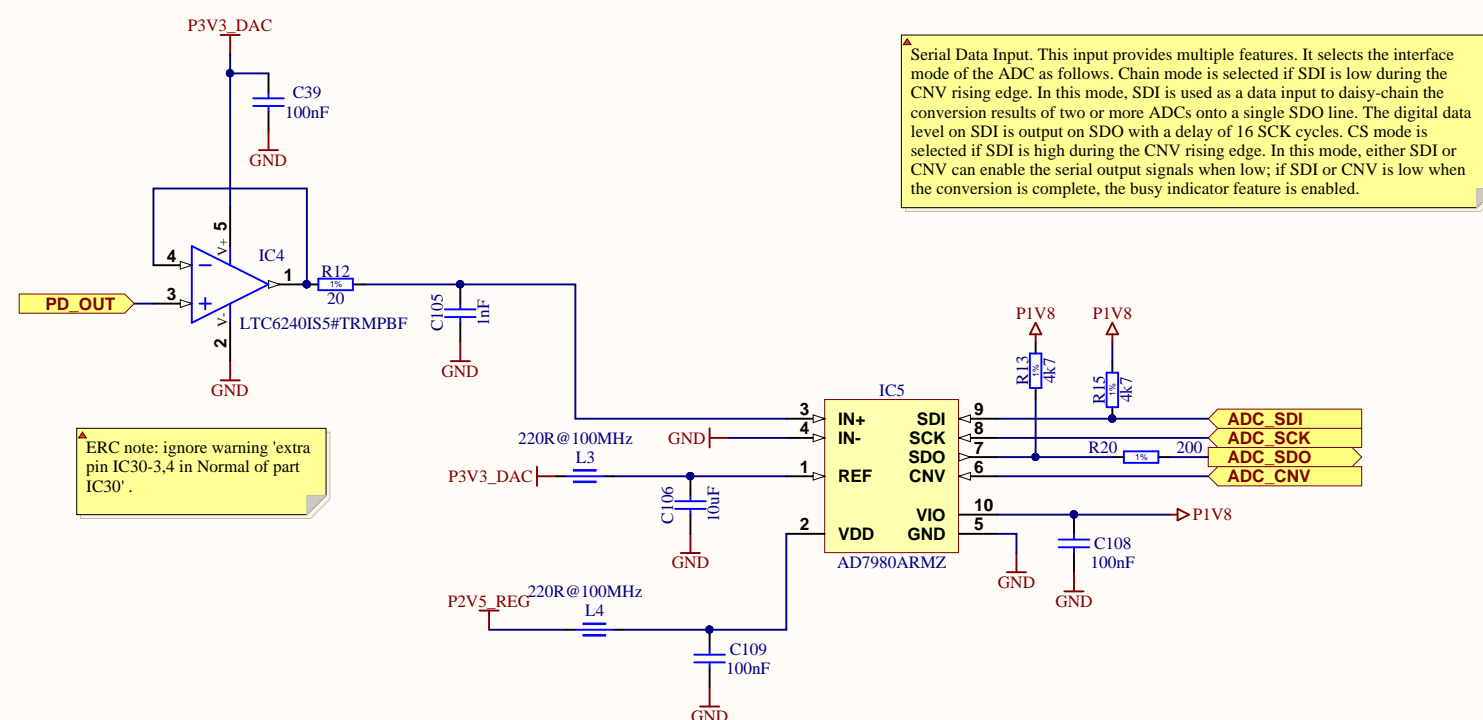 P3V3_DAC
C39
100nF
GND
Serial Data Input. This input provides multiple features. It selects the interface
mode of the ADC as follows. Chain mode is selected if SDI is low during the
CNV rising edge. In this mode, SDI is used as a data input to daisy-chain the
conversion results of two or more ADCs onto a single SDO line. The digital data
level on SDI is output on SDO with a delay of 16 SCK cycles. CS mode is
selected if SDI is high during the CNV rising edge. In this mode, either SDI or
CNV can enable the serial output signals when low; if SDI or CNV is low when
the conversion is complete, the busy indicator feature is enabled.
PD_OUT
4
3
5
V+
IC4
1
V-
2
LTC6240IS5#TRMPBF
GND
R12
1%
20
C105
1nF
GND
ERC note: ignore warning 'extra
pin IC30-3,4 in Normal of part
IC30' .
P1V8
P1V8
R13
1%
4k7
R15
1%
4k7
IC5
3
IN+
SDI
9
ADC_SDI
GND
4
IN-
SCK
8
ADC_SCK
SDO
7
R20
1%
200
ADC_SDO
220R@100MHz
L3
P3V3_DAC
1
REF
CNV
6
ADC_CNV
C106
10uF
GND
VIO
10
P1V8
2
VDD
GND
5
GND
AD7980ARMZ
C108
100nF
GND
220R@100MHz
P2V5_REG
L4
C109
100nF
GND